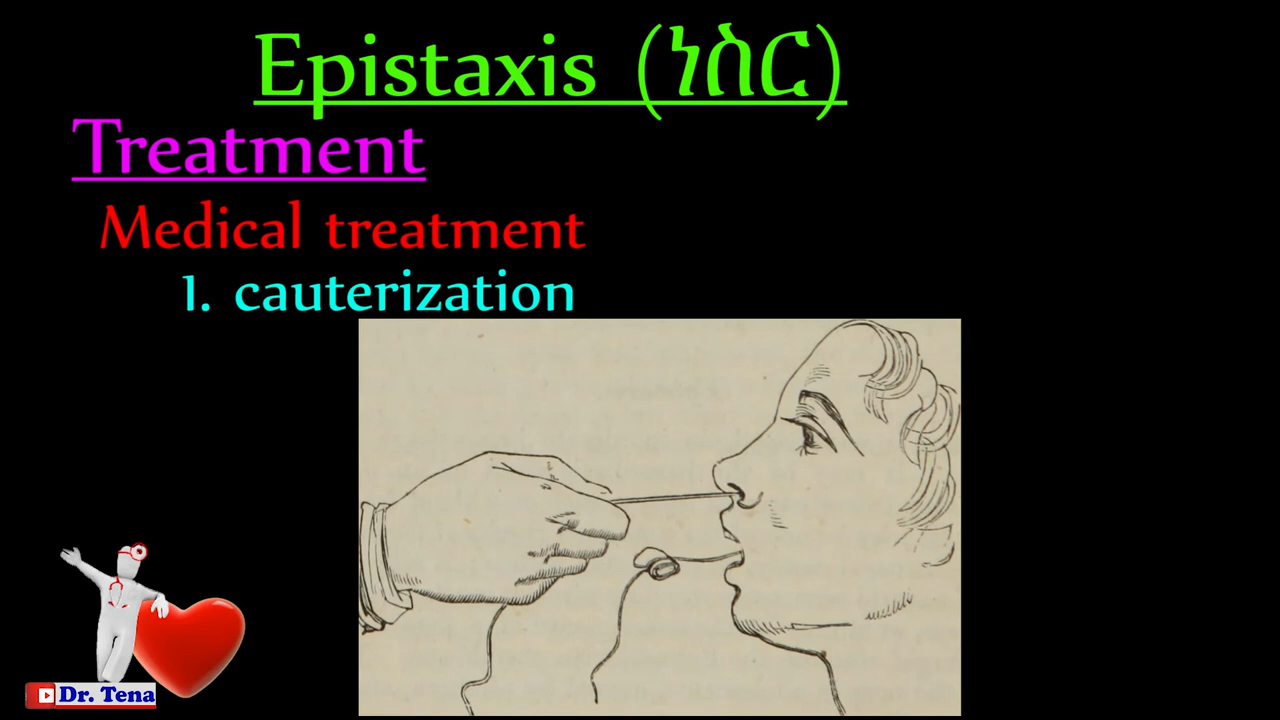 Epistaxis (ነስር)
Treatment
Medical treatment
1. cauterization
Dr. Tena